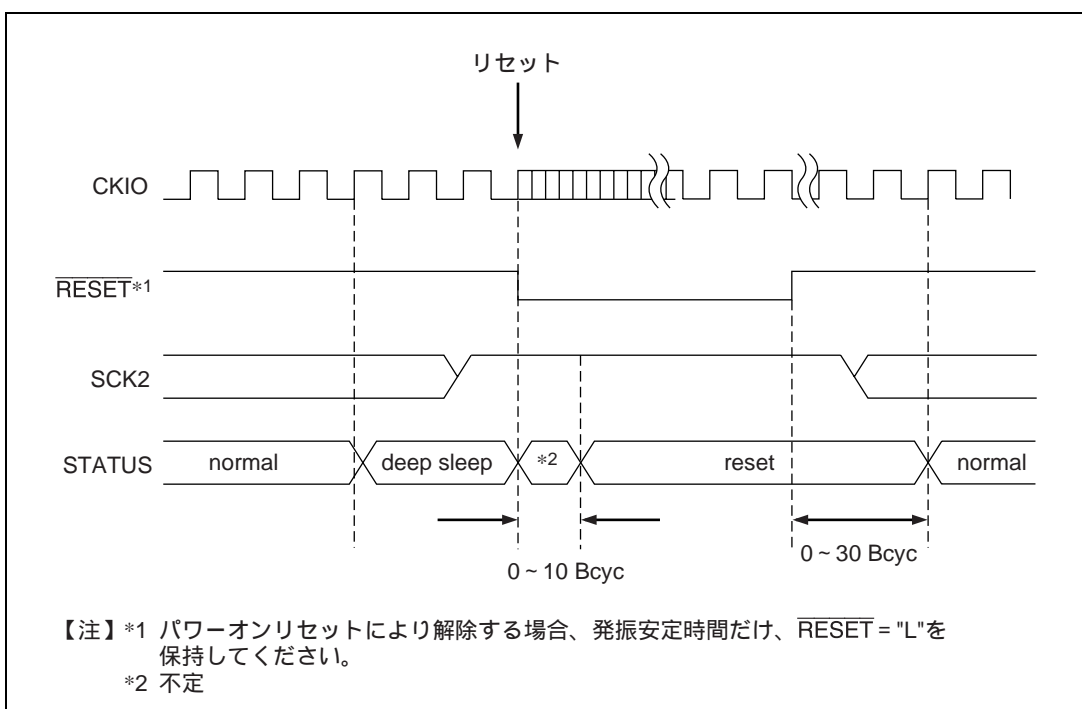 リセット
CKIO
RESET*1
SCK2
STATUS
normal
deep sleep
*2
reset
normal
0 ~ 10 Bcyc
0 ~ 30 Bcyc
【注】*1 パワーオンリセットにより解除する場合、発振安定時間だけ、RESET = "L"を
保持してください。
*2 不定